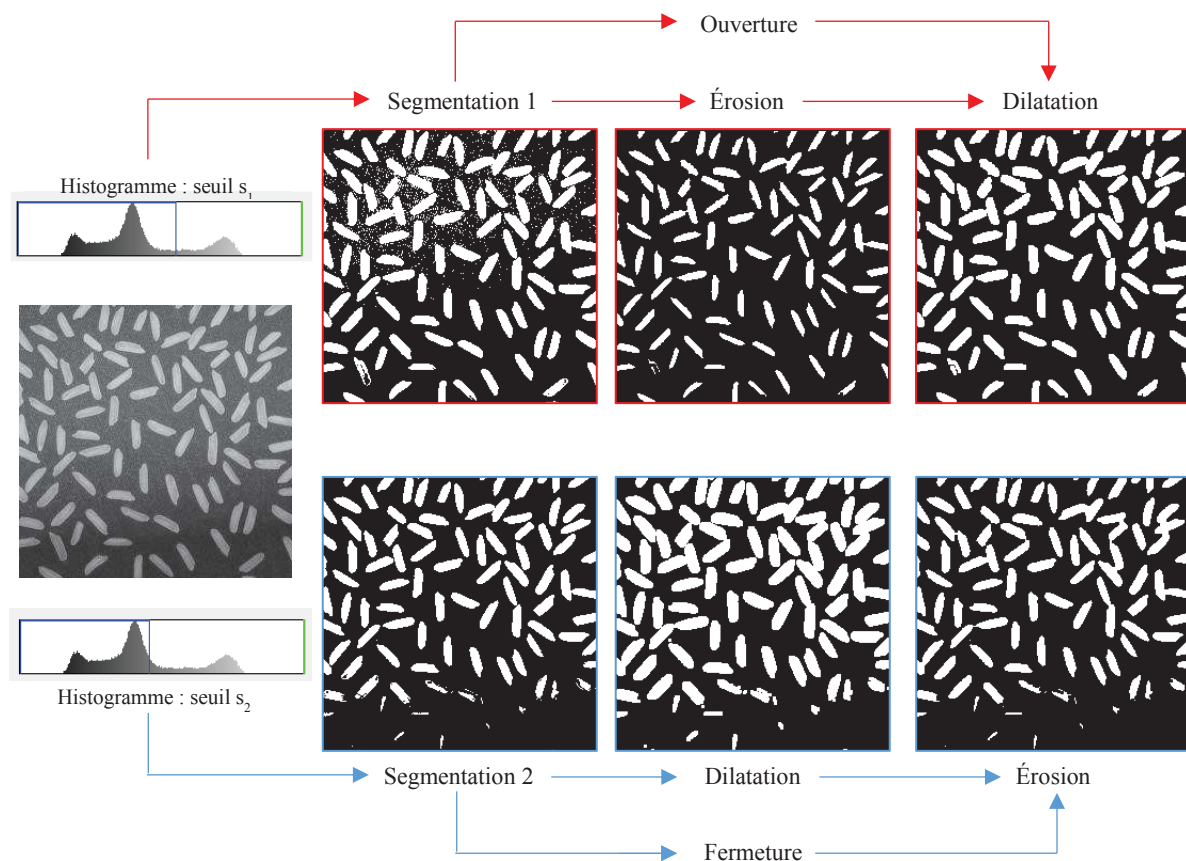 Ouverture
Segmentation 1
Érosion
Dilatation
Histogramme : seuil s₁
Histogramme : seuil s₂
Segmentation 2
Dilatation
Érosion
Fermeture